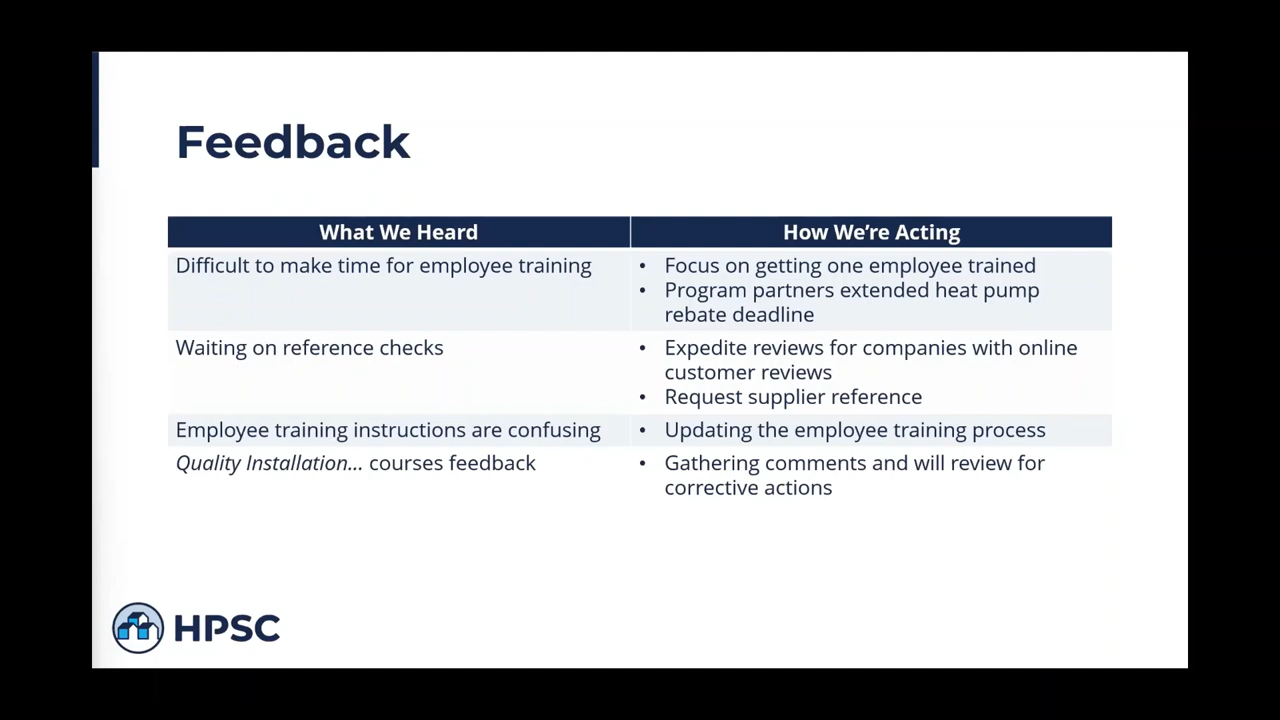 Feedback
What We Heard
How We're Acting
Difficult to make time for employee training
• Focus on getting one employee trained
• Program partners extended heat pump
rebate deadline
Waiting on reference checks
• Expedite reviews for companies with online
customer reviews
• Request supplier reference
Employee training instructions are confusing
• Updating the employee training process
Quality Installation... courses feedback
• Gathering comments and will review for
corrective actions
HPSC